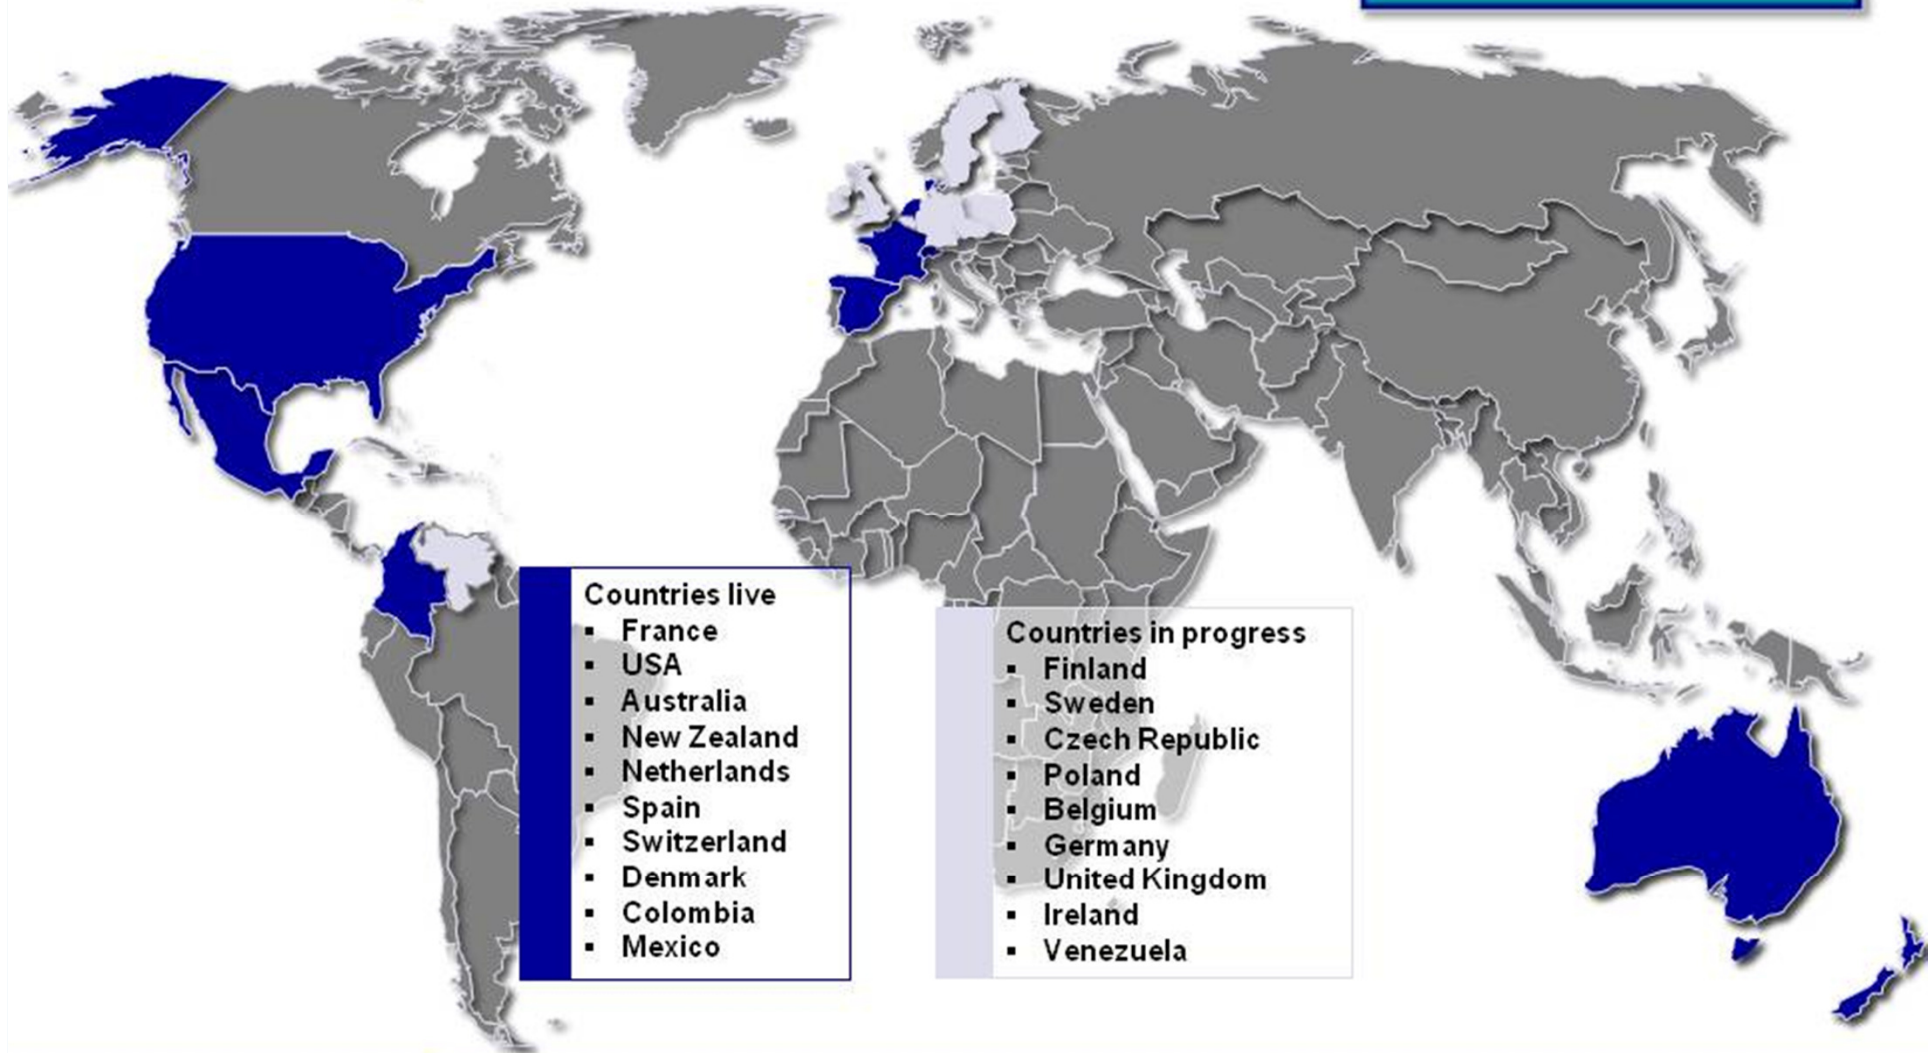 Countries live
▪ France
▪ USA
▪ Australia
▪ New Zealand
▪ Netherlands
▪ Spain
▪ Switzerland
▪ Denmark
▪ Colombia
▪ Mexico
Countries in progress
▪ Finland
▪ Sweden
▪ Czech Republic
▪ Poland
▪ Belgium
▪ Germany
▪ United Kingdom
▪ Ireland
▪ Venezuela